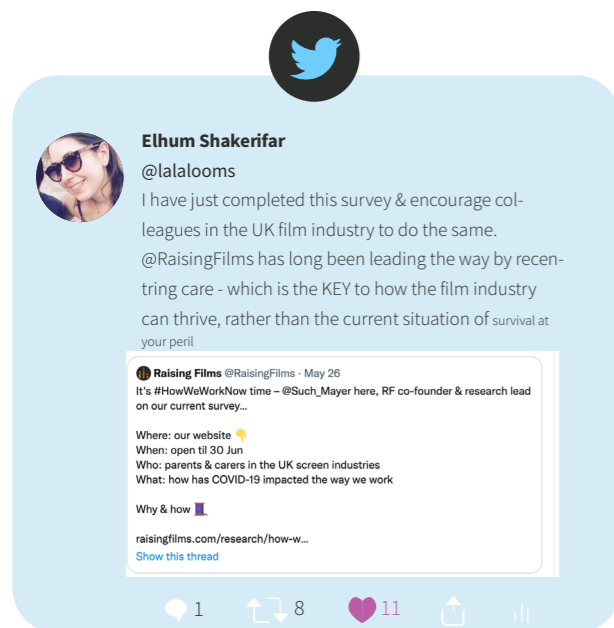 Elhum Shakerifar
@lalalooms
I have just completed this survey & encourage col-
leagues in the UK film industry to do the same.
@RaisingFilms has long been leading the way by recen-
tring care - which is the KEY to how the film industry
can thrive, rather than the current situation of survival at
your peril
Raising Films @RaisingFilms · May 26
It's #HowWeWorkNow time – @Such_Mayer here, RF co-founder & research lead
on our current survey...
Where: our website 👇
When: open til 30 Jun
Who: parents & carers in the UK screen industries
What: how has COVID-19 impacted the way we work
Why & how 🧵
raisingfilms.com/research/how-w...
Show this thread
1 8 11